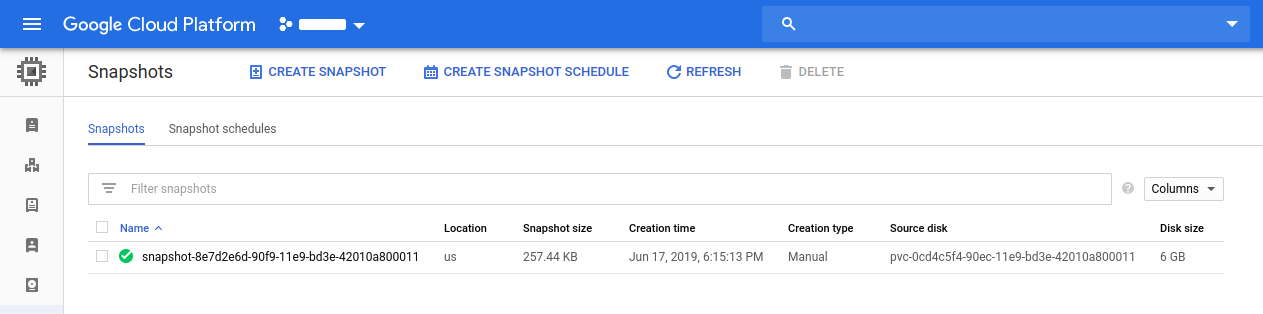 Google Cloud Platform
Snapshots CREATE SNAPSHOT CREATE SNAPSHOT SCHEDULE REFRESH DELETE
Snapshots Snapshot schedules
Filter snapshots ? Columns
Name Location Snapshot size Creation time Creation type Source disk Disk size
snapshot-8e7d2e6d-90f9-11e9-bd3e-42010a800011 us 257.44 KB Jun 17, 2019, 6:15:13 PM Manual pvc-0cd4c5f4-90ec-11e9-bd3e-42010a800011 6 GB